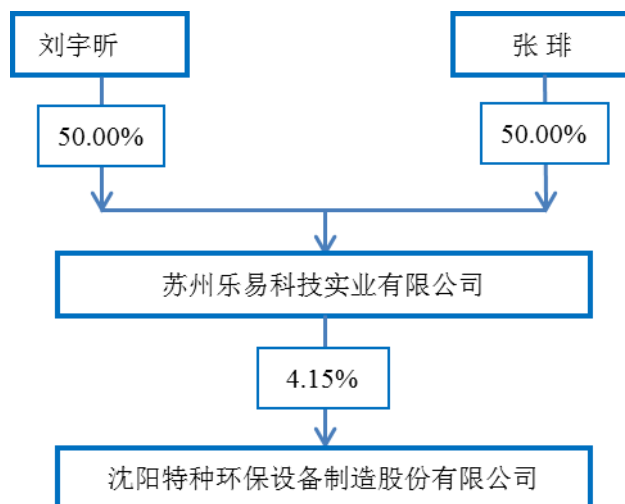 刘宇昕
张 琲
50.00%
50.00%
苏州乐易科技实业有限公司
4.15%
沈阳特种环保设备制造股份有限公司